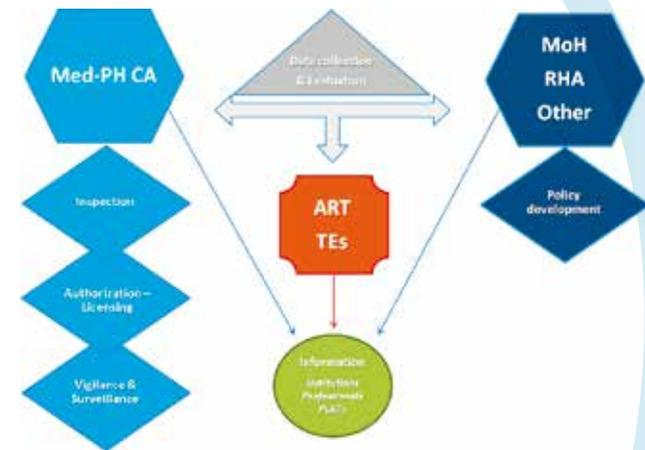 Med-PH CA
Data collection
& Evaluation
MoH
RHA
Other
Inspection
Authorization –
Licensing
Vigilance &
Surveillance
ART
TEs
Policy
development
Information
Institutions
Professionals